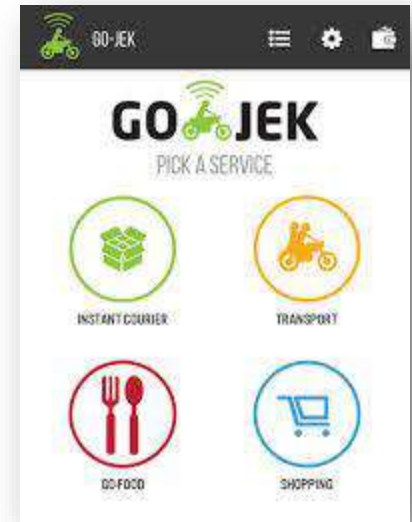 GO-JEK
GO JEK
PICK A SERVICE
INSTANT COURIER
TRANSPORT
GO-FOOD
SHOPPING